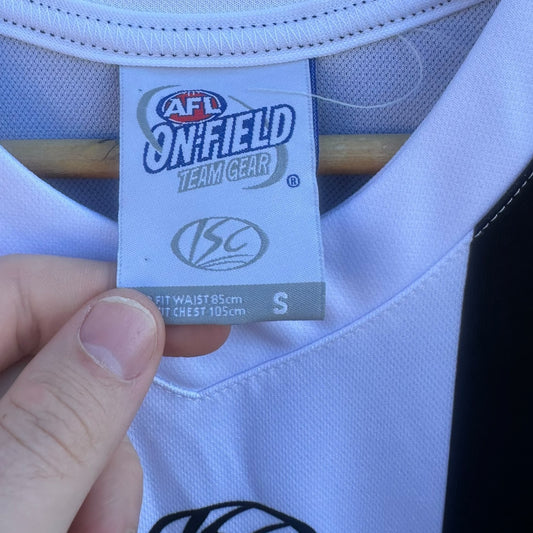 AFL
ON-FIELD
TEAM GEAR
®
ISC
FIT WAIST 85cm
FIT CHEST 105cm
S